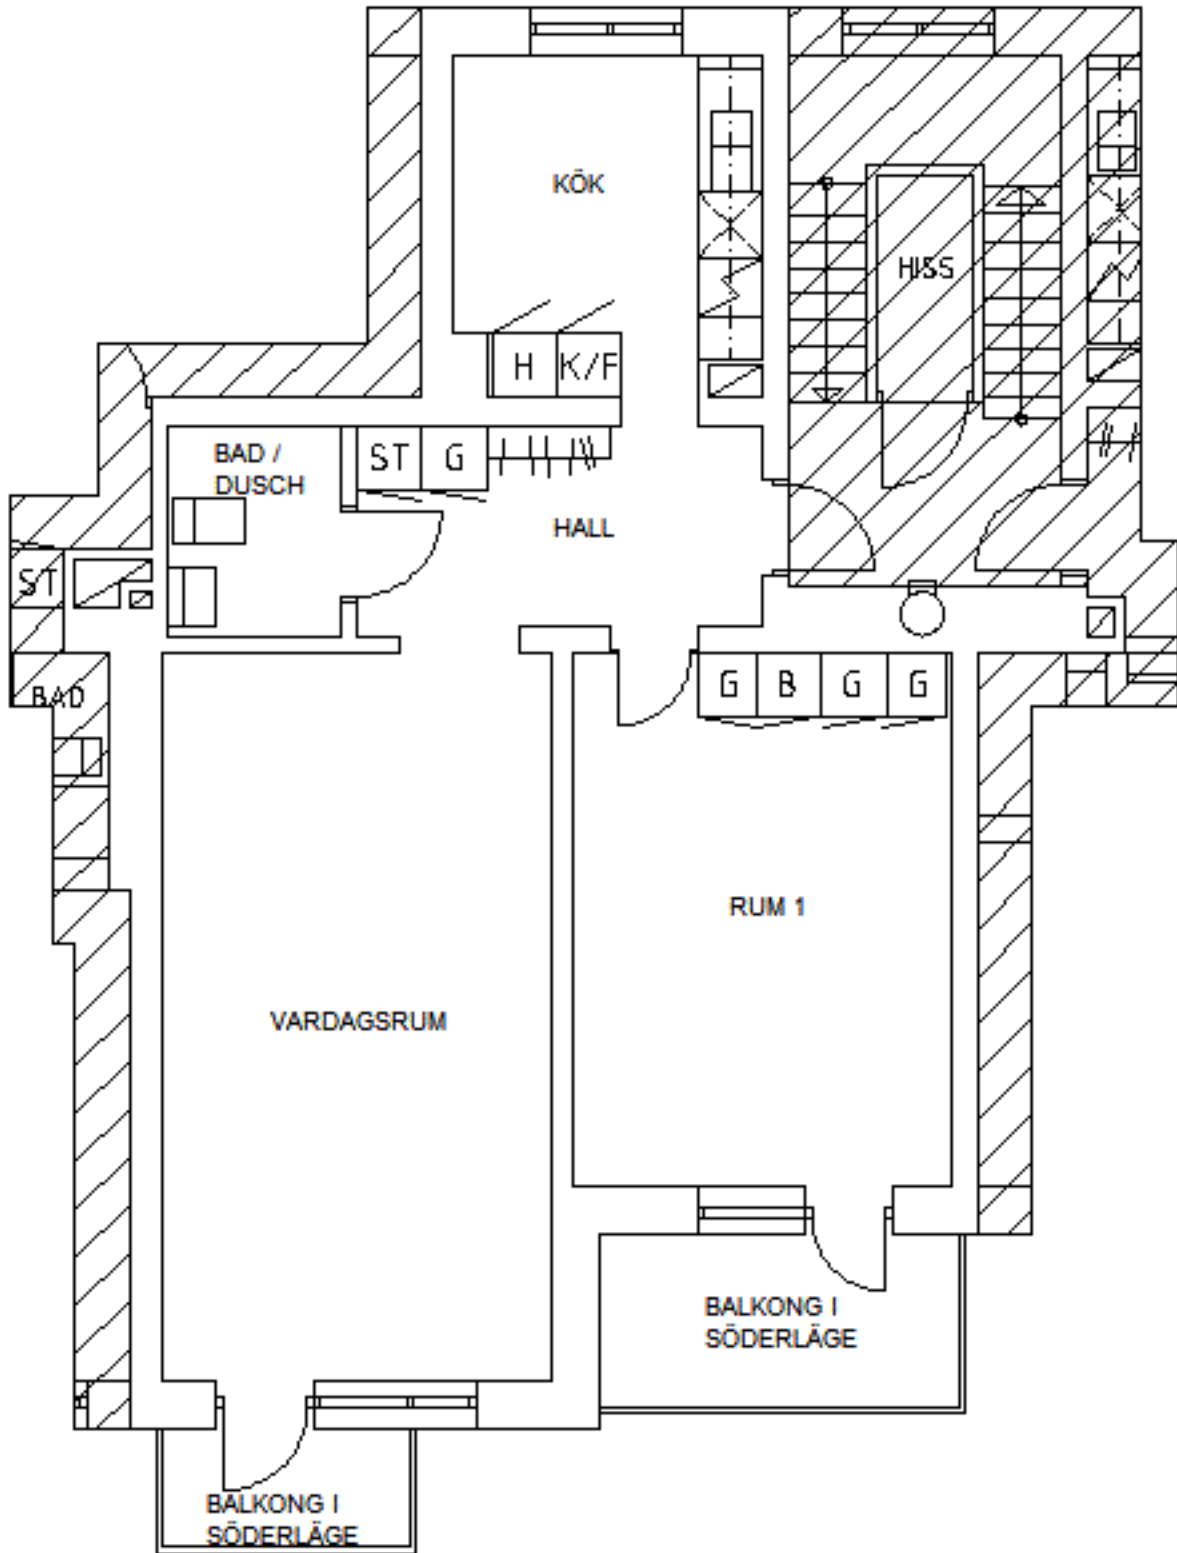 KÖK
HISS
H K/F
BAD /
DUSCH
ST G
HALL
ST
BAD
G B G G
RUM 1
VARDAGSRUM
BALKONG I
SÖDERLÄGE
BALKONG I
SÖDERLÄGE